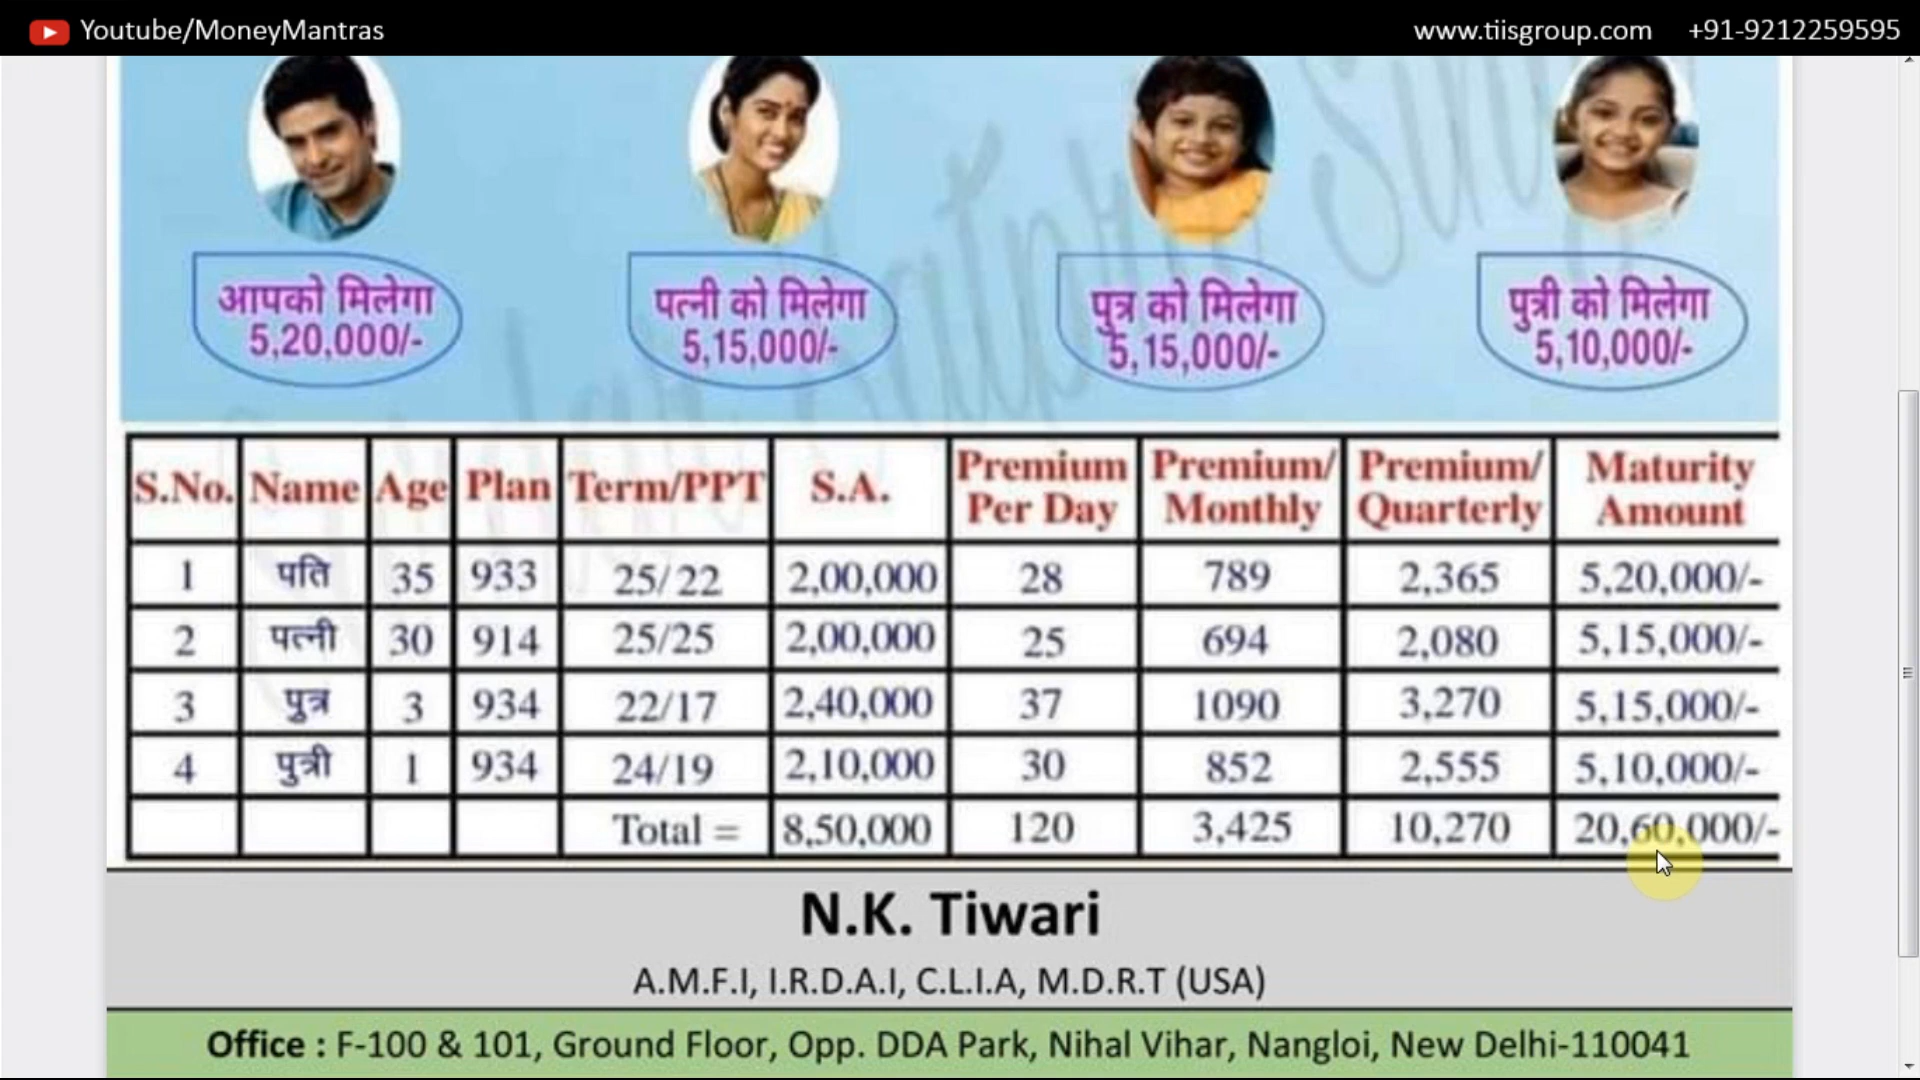 Youtube/MoneyMantras www.tiisgroup.com +91-9212259595
आपको मिलेगा
5,20,000/-
पत्नी को मिलेगा
5,15,000/-
पुत्र को मिलेगा
5,15,000/-
पुत्री को मिलेगा
5,10,000/-
S.No. Name Age Plan Term/PPT S.A. Premium Per Day Premium/ Monthly Premium/ Quarterly Maturity Amount
1 पति 35 933 25/22 2,00,000 28 789 2,365 5,20,000/-
2 पत्नी 30 914 25/25 2,00,000 25 694 2,080 5,15,000/-
3 पुत्र 3 934 22/17 2,40,000 37 1090 3,270 5,15,000/-
4 पुत्री 1 934 24/19 2,10,000 30 852 2,555 5,10,000/-
Total = 8,50,000 120 3,425 10,270 20,60,000/-
N.K. Tiwari
A.M.F.I, I.R.D.A.I, C.L.I.A, M.D.R.T (USA)
Office : F-100 & 101, Ground Floor, Opp. DDA Park, Nihal Vihar, Nangloi, New Delhi-110041